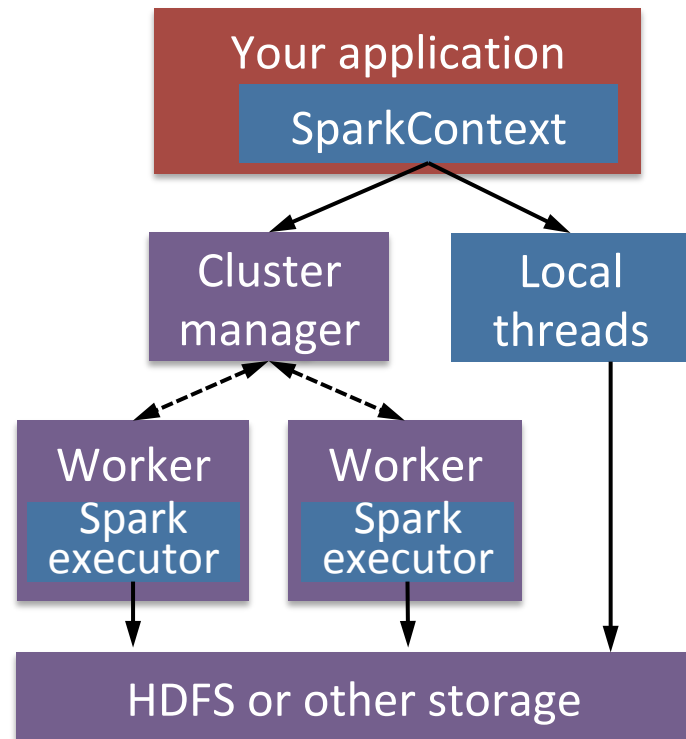 Your application
SparkContext
Cluster
manager
Local
threads
Worker
Spark
executor
Worker
Spark
executor
HDFS or other storage